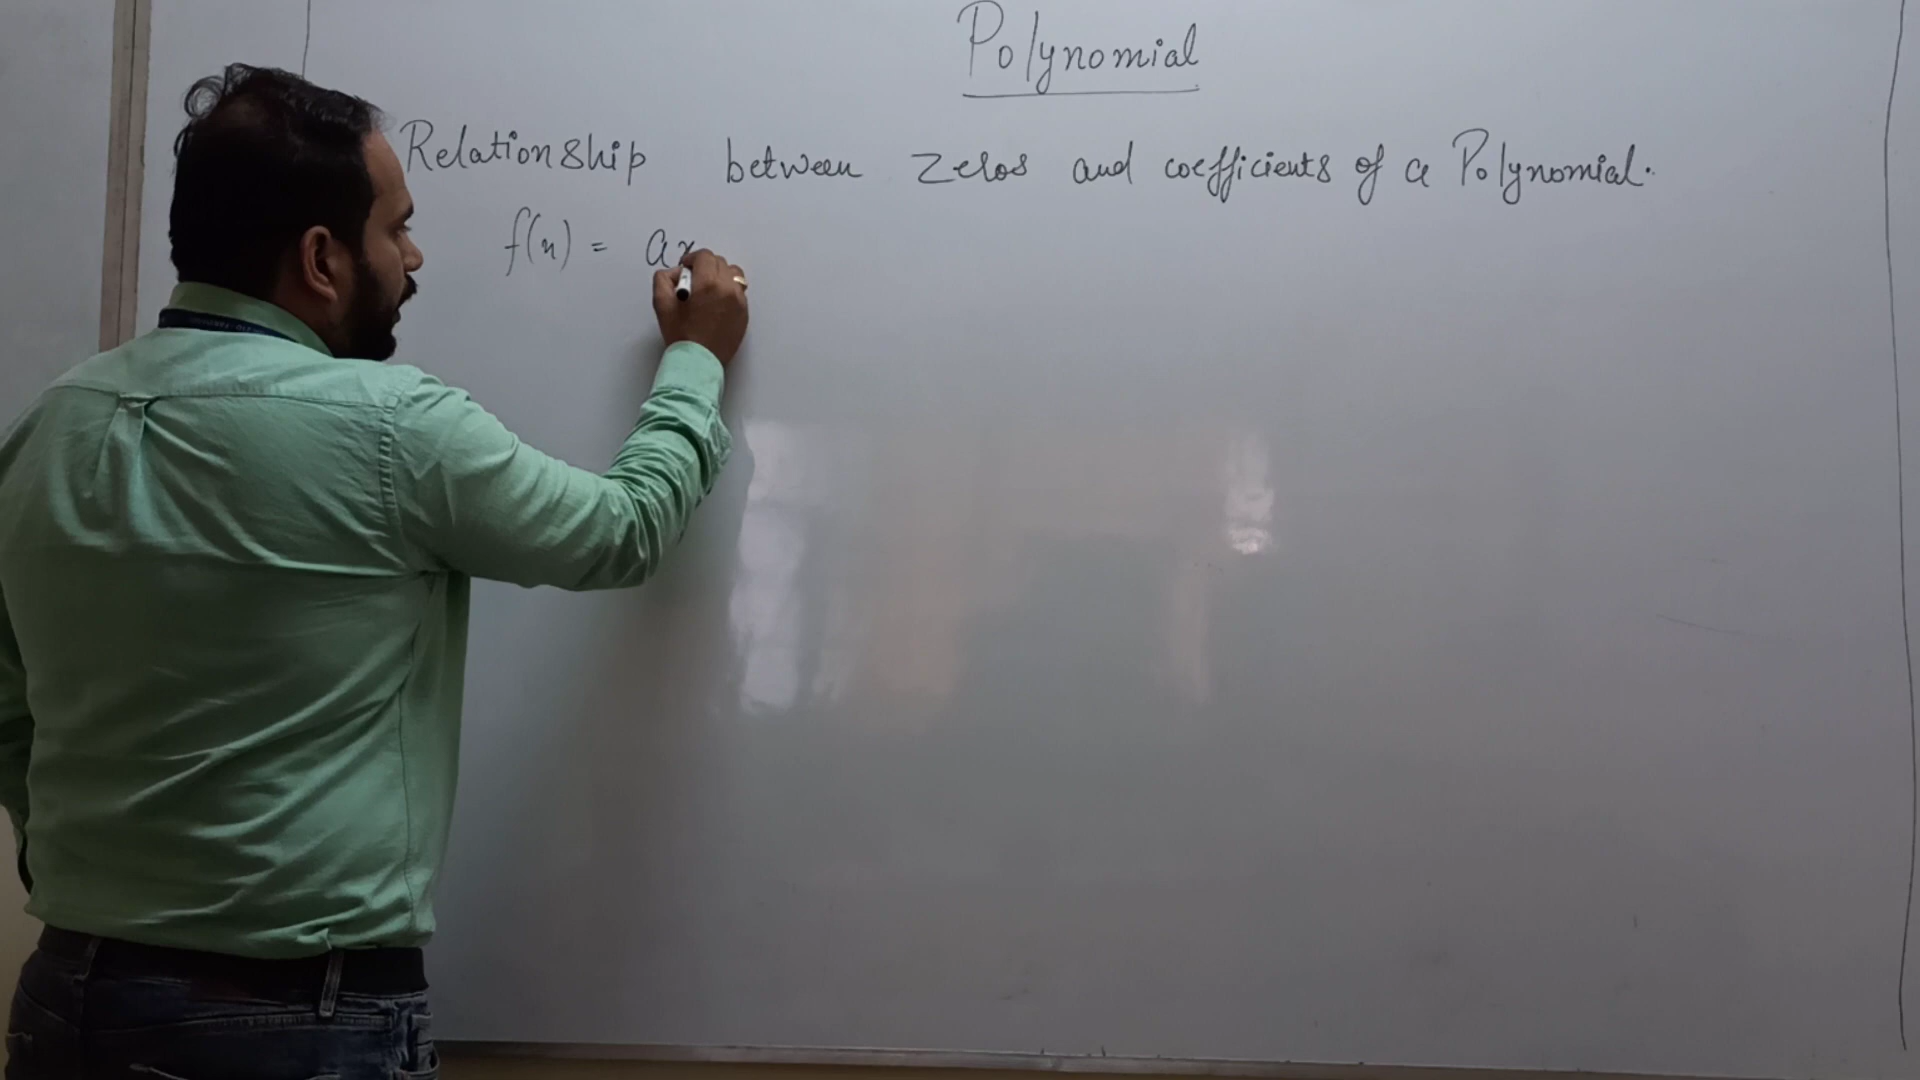 Polynomial
Relationship between zeros and coefficients of a Polynomial.
f(x) = ax